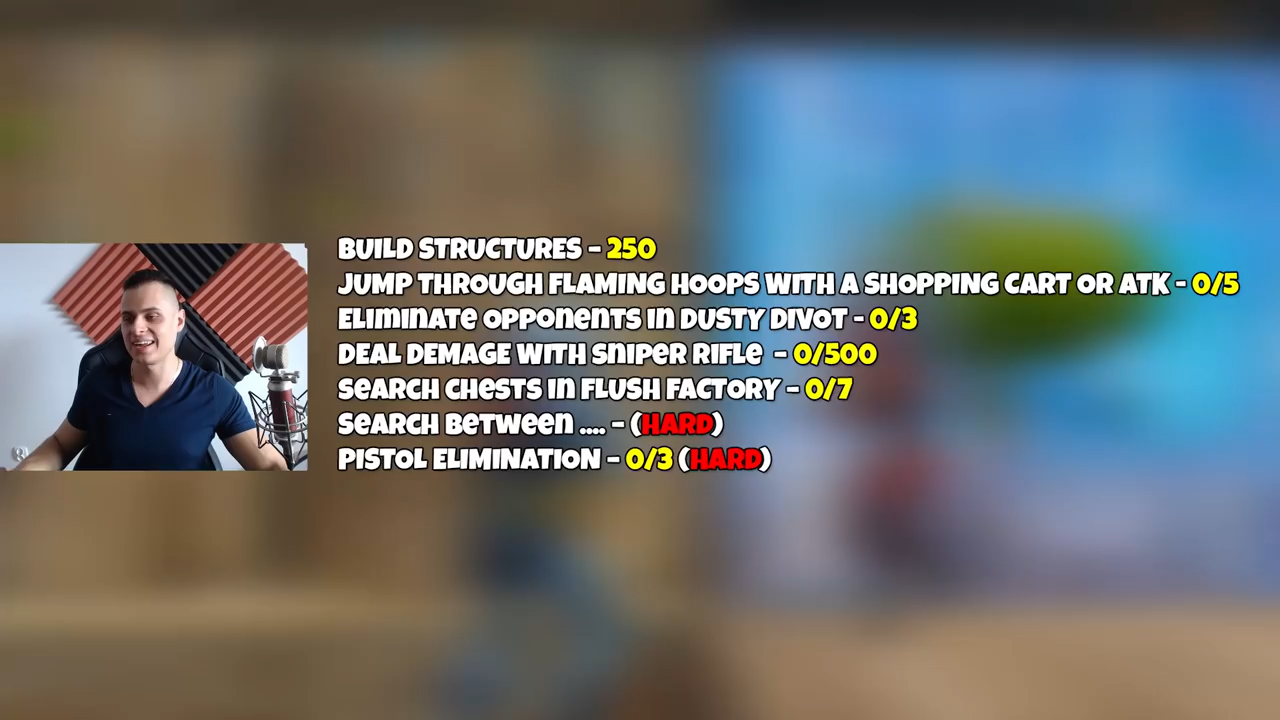 BUILD STRUCTURES - 250
JUMP THROUGH FLAMING HOOPS WITH A SHOPPING CART OR ATK - 0/5
ELIMINATE OPPONENTS IN DUSTY DIVOT - 0/3
DEAL DEMAGE WITH SNIPER RIFLE - 0/500
SEARCH CHESTS IN FLUSH FACTORY - 0/7
SEARCH BETWEEN .... - (HARD)
PISTOL ELIMINATION - 0/3 (HARD)